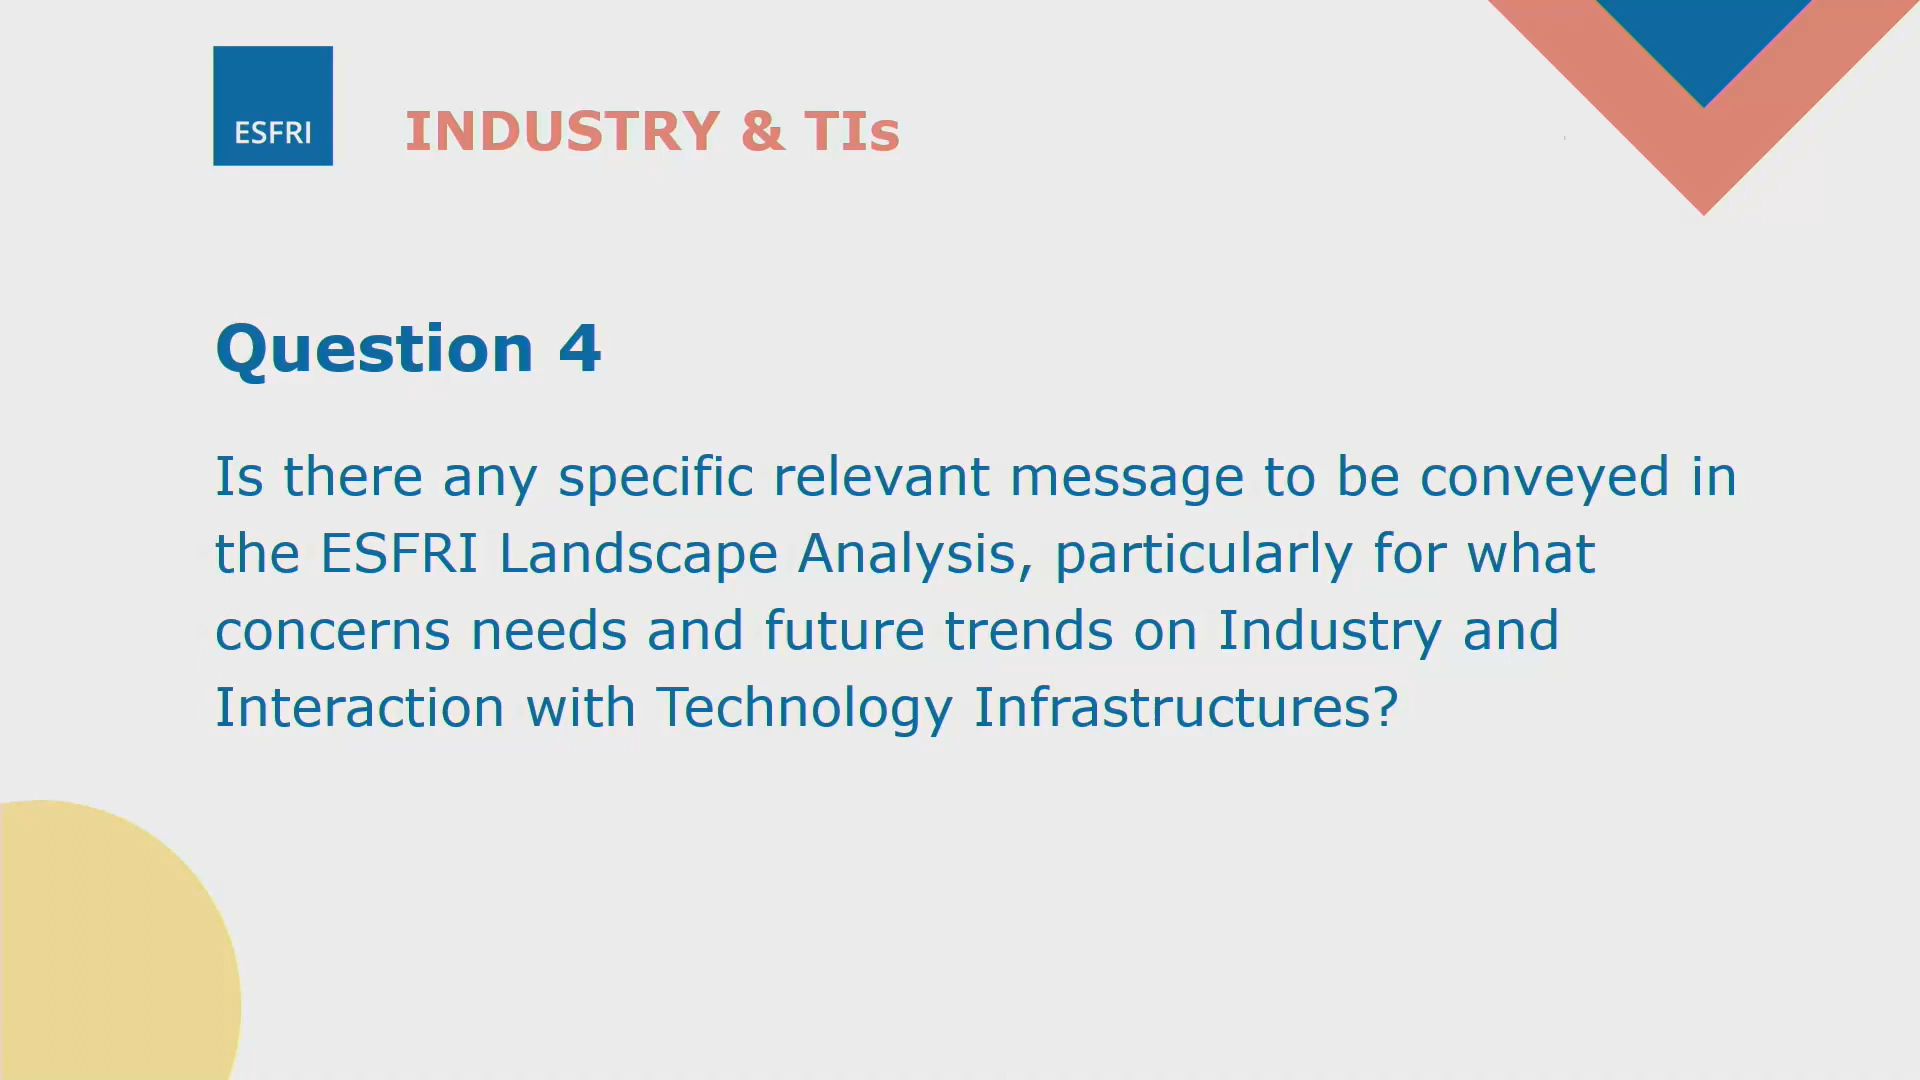 ESFRI
INDUSTRY & TIs
Question 4
Is there any specific relevant message to be conveyed in
the ESFRI Landscape Analysis, particularly for what
concerns needs and future trends on Industry and
Interaction with Technology Infrastructures?